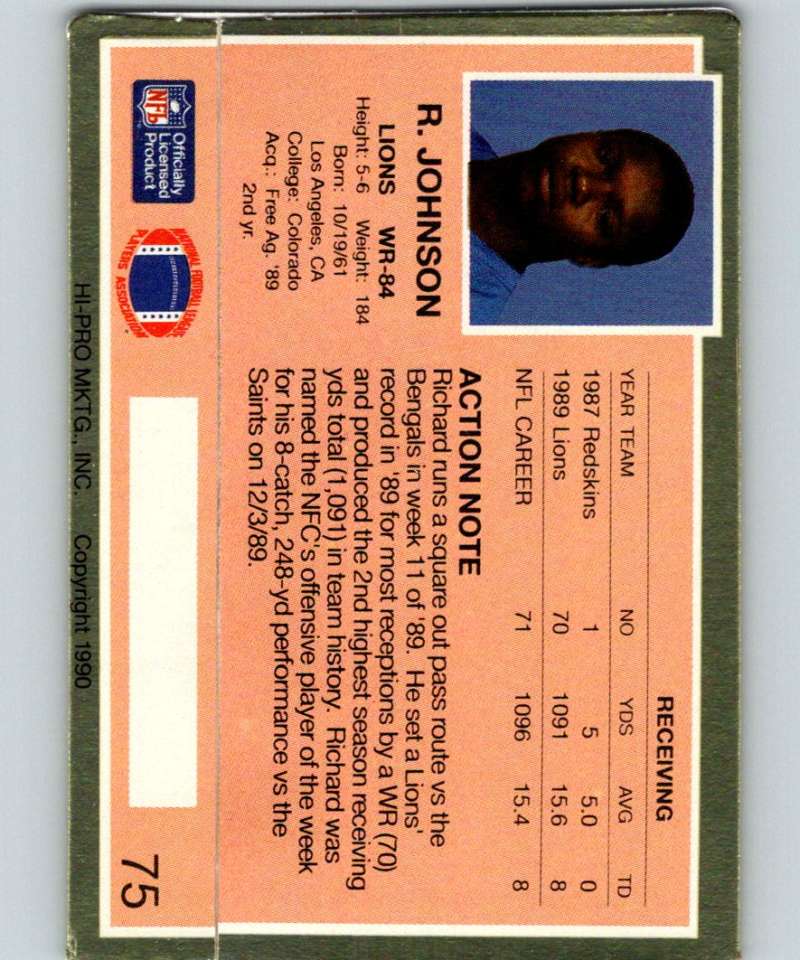 R. JOHNSON
LIONS WR-84
Height: 5-6 Weight: 184
Born: 10/19/61
Los Angeles, CA
College: Colorado
Acq.: Free Ag. '89
2nd yr.
RECEIVING
YEAR TEAM NO YDS AVG TD
1987 Redskins 1 5 5.0 0
1989 Lions 70 1091 15.6 8
NFL CAREER 71 1096 15.4 8
ACTION NOTE
Richard runs a square out pass route vs the
Bengals in week 11 of '89. He set a Lions'
record in '89 for most receptions by a WR (70)
and produced the 2nd highest season receiving
yds total (1,091) in team history. Richard was
named the NFC's offensive player of the week
for his 8-catch, 248-yd performance vs the
Saints on 12/3/89.
NFL
Officially
Licensed
Product
NATIONAL FOOTBALL LEAGUE
PLAYERS ASSOCIATION
75
HI-PRO MKTG., INC. Copyright 1990